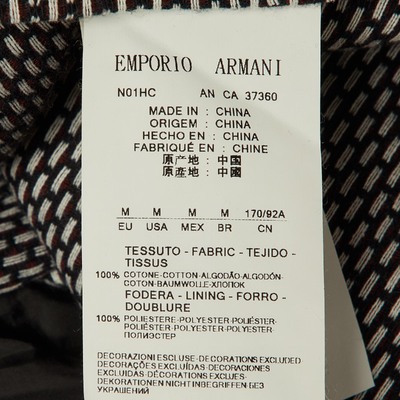 EMPORIO ARMANI
N01HC AN CA 37360
MADE IN : CHINA
ORIGEM : CHINA
HECHO EN : CHINA
FABRIQUÉ EN : CHINE
原产地 : 中国
原產地 : 中國
M M M M 170/92A
EU USA MEX BR CN
TESSUTO - FABRIC - TEJIDO -
TISSUS
100% COTONE-COTTON-ALGODÃO-ALGODÓN-
COTON-BAUMWOLLE-ХЛОПОК
FODERA - LINING - FORRO -
DOUBLURE
100% POLIESTERE-POLYESTER-POLIÉSTER-
POLIÉSTER-POLYESTER-POLYESTER-
ПОЛИЭСТЕР
DECORAZIONI ESCLUSE-DECORATIONS EXCLUDED
DECORAÇÕES EXCLUÍDAS-DECORACIONES
EXCLUIDAS-DÉCORATIONS EXCLUES-
DEKORATIONEN NICHT INBEGRIFFEN БЕЗ
УКРАШЕНИЙ